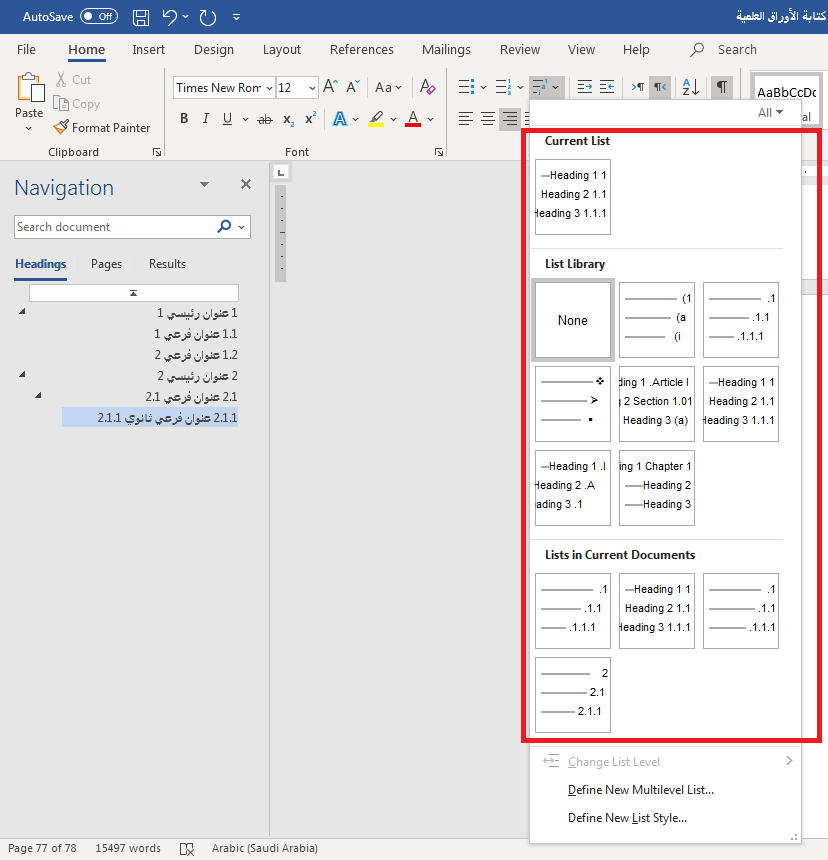 AutoSave Off
كتابة الأوراق العلمية
File Home Insert Design Layout References Mailings Review View Help Search
Paste
Cut
Copy
Format Painter
Clipboard
Times New Rom 12
Aa
B I U ab x₂ x²
A A
Font
AaBbCcDc
All
Navigation
Search document
Headings Pages Results
1 عنوان رئيسي 1
1.1 عنوان فرعي 1
1.2 عنوان فرعي 2
2 عنوان رئيسي 2
2.1 عنوان فرعي 2.1
2.1.1 عنوان فرعي ثانوي 2.1.1
Current List
Heading 1 1
Heading 2 1.1
Heading 3 1.1.1
List Library
None
(1
(a
(i
.1
.1.1
.1.1.1
1 .Article I
2 Section 1.01
Heading 3 (a)
Heading 1 1
Heading 2 1.1
Heading 3 1.1.1
Heading 1 .I
Heading 2 .A
3 .1
1 Chapter 1
Heading 2
Heading 3
Lists in Current Documents
.1
.1.1
.1.1.1
Heading 1 1
Heading 2 1.1
Heading 3 1.1.1
.1
.1.1
.1.1.1
2
2.1
2.1.1
Change List Level
Define New Multilevel List...
Define New List Style...
Page 77 of 78 15497 words Arabic (Saudi Arabia)